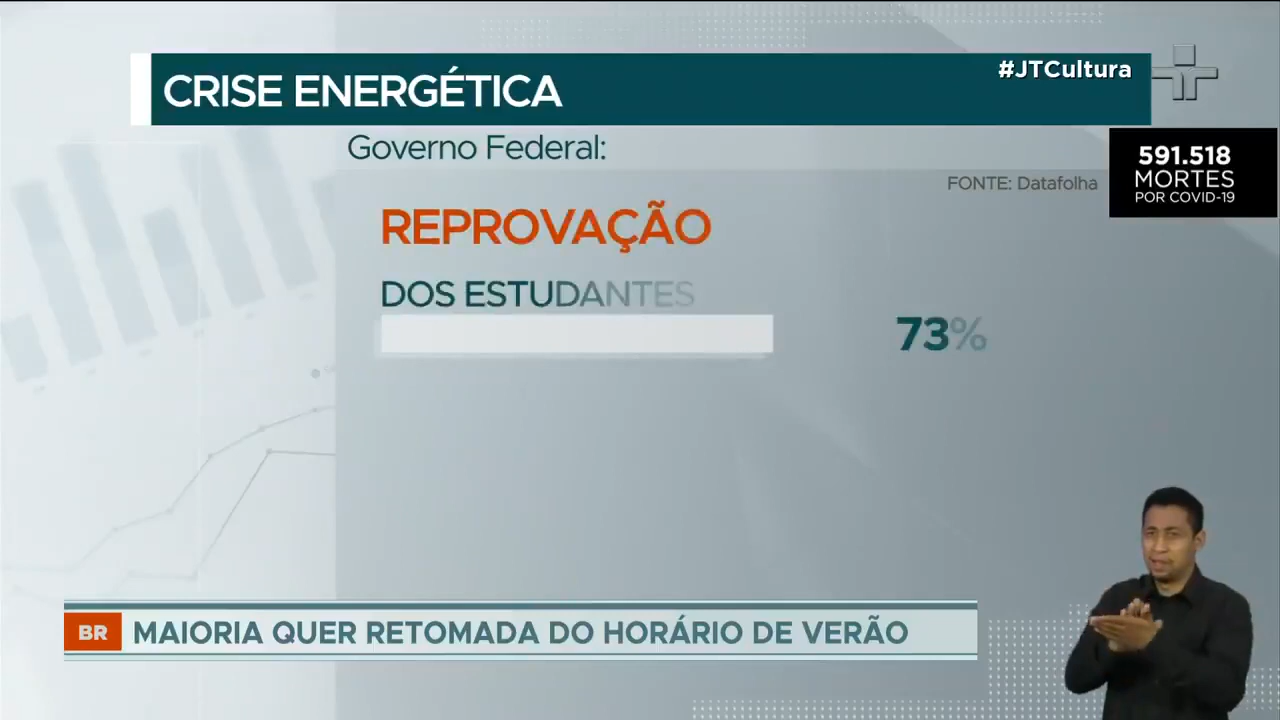 CRISE ENERGÉTICA
#JTCultura
Governo Federal:
591.518
MORTES
POR COVID-19
FONTE: Datafolha
REPROVAÇÃO
DOS ESTUDANTES
73%
BR MAIORIA QUER RETOMADA DO HORÁRIO DE VERÃO